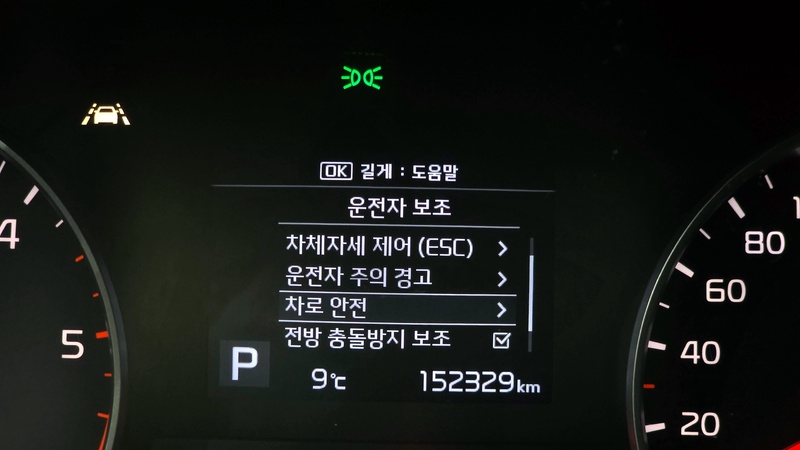 OK 길게 : 도움말
운전자 보조
차체자세 제어 (ESC)
운전자 주의 경고
차로 안전
전방 충돌방지 보조
P 9℃ 152329km
4
5
80
60
40
20